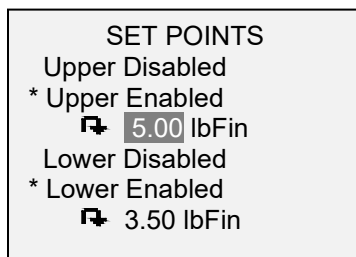 SET POINTS
Upper Disabled
* Upper Enabled
5.00 lbFin
Lower Disabled
* Lower Enabled
3.50 lbFin